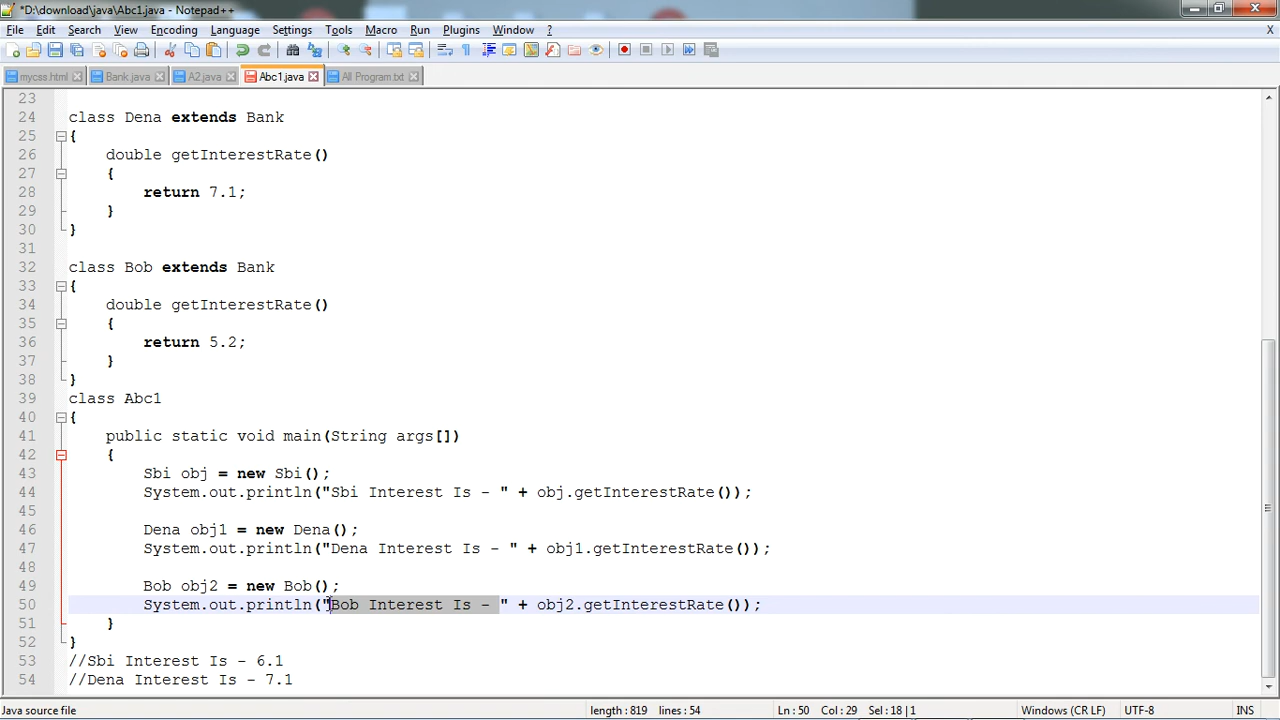 *D:\download\java\Abc1.java - Notepad++
File Edit Search View Encoding Language Settings Tools Macro Run Plugins Window ? X
mycss.html Bank.java A2.java Abc1.java All Program.txt
23
24 class Dena extends Bank
25 {
26 double getInterestRate()
27 {
28 return 7.1;
29 }
30 }
31
32 class Bob extends Bank
33 {
34 double getInterestRate()
35 {
36 return 5.2;
37 }
38 }
39 class Abc1
40 {
41 public static void main(String args[])
42 {
43 Sbi obj = new Sbi();
44 System.out.println("Sbi Interest Is - " + obj.getInterestRate());
45
46 Dena obj1 = new Dena();
47 System.out.println("Dena Interest Is - " + obj1.getInterestRate());
48
49 Bob obj2 = new Bob();
50 System.out.println("Bob Interest Is - " + obj2.getInterestRate());
51 }
52 }
53 //Sbi Interest Is - 6.1
54 //Dena Interest Is - 7.1
Java source file length : 819 lines : 54 Ln : 50 Col : 29 Sel : 18 | 1 Windows (CR LF) UTF-8 INS